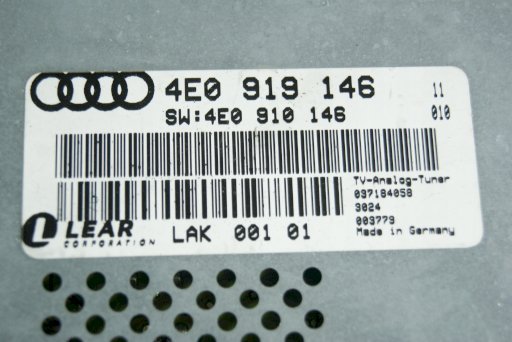 4E0 919 146 11
SW:4E0 910 146 010
TV-Analog-Tuner
037184058
3024
003779
Made in Germany
LEAR
CORPORATION
LAK 001 01